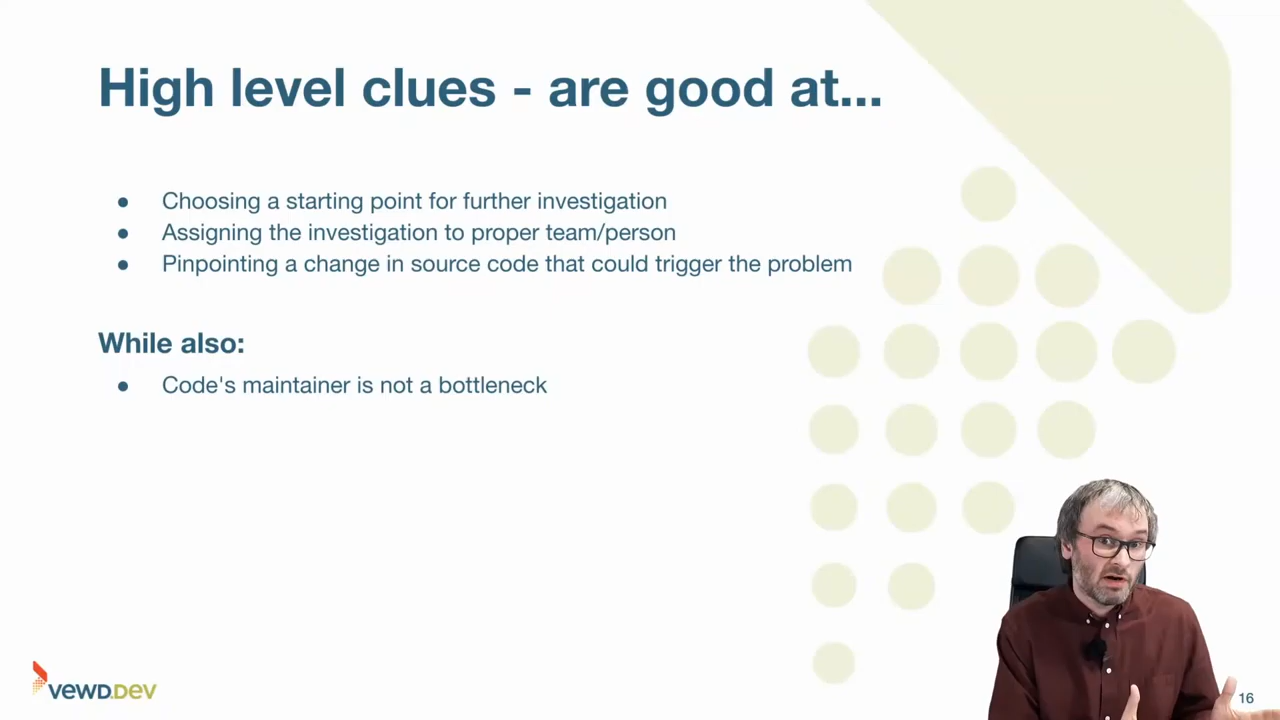 High level clues - are good at...
● Choosing a starting point for further investigation
● Assigning the investigation to proper team/person
● Pinpointing a change in source code that could trigger the problem
While also:
● Code's maintainer is not a bottleneck
VEWD.DEV
16